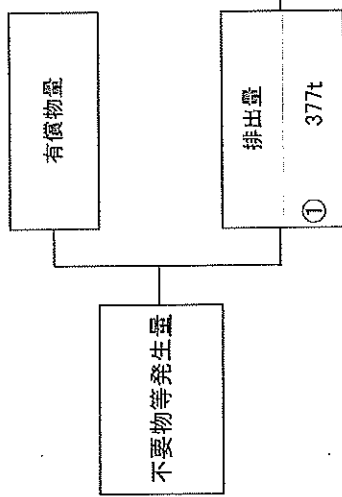 不要物等発生量
有償物量
排出量
① 377t